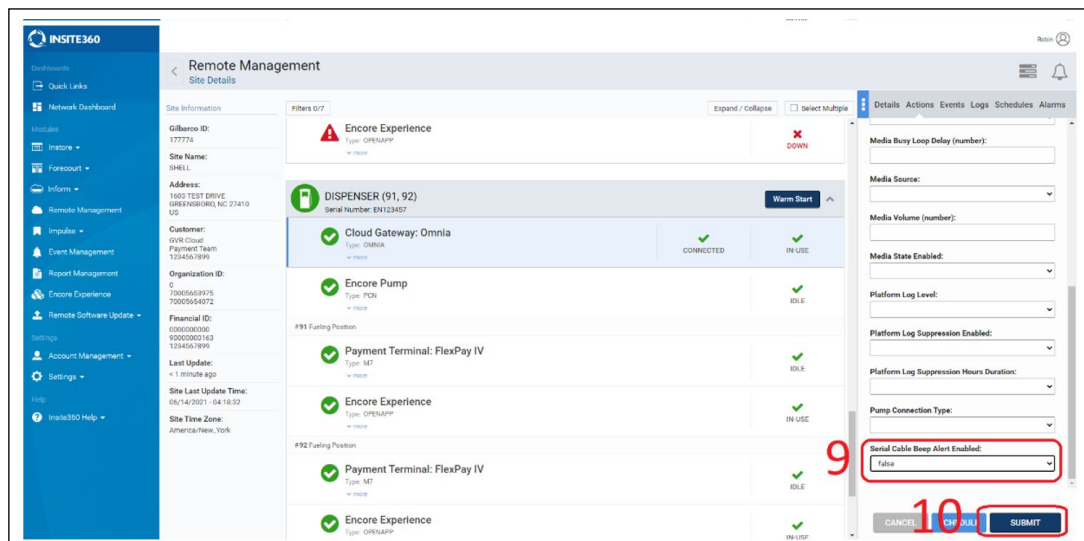 INSITE360
Robin
Dashboards
Quick Links
Network Dashboard
Modules
Instore
Forecourt
Inform
Remote Management
Impulse
Event Management
Report Management
Encore Experience
Remote Software Update
Settings
Account Management
Settings
Help
Insite360 Help
Remote Management
Site Details
Site Information
Gilbarco ID:
177774
Site Name:
SHELL
Address:
1603 TEST DRIVE
GREENSBORO, NC 27410
US
Customer:
GVR Cloud
Payment Team
1234567899
Organization ID:
0
70005653975
70005654072
Financial ID:
0000000000
90000000163
1234567899
Last Update:
< 1 minute ago
Site Last Update Time:
06/14/2021 - 04:18:32
Site Time Zone:
America/New_York
Filters 0/7
Expand / Collapse
Select Multiple
Encore Experience
Type: OPENAPP
more
DOWN
DISPENSER (91, 92)
Serial Number: EN123457
Warm Start
Cloud Gateway: Omnia
Type: OMNIA
more
CONNECTED
IN-USE
Encore Pump
Type: PCN
more
IDLE
#91 Fueling Position
Payment Terminal: FlexPay IV
Type: M7
more
IDLE
Encore Experience
Type: OPENAPP
more
IN-USE
#92 Fueling Position
Payment Terminal: FlexPay IV
Type: M7
more
IDLE
Encore Experience
Type: OPENAPP
IN-USE
Details Actions Events Logs Schedules Alarms
Media Busy Loop Delay (number):
Media Source:
Media Volume (number):
Media State Enabled:
Platform Log Level:
Platform Log Suppression Enabled:
Platform Log Suppression Hours Duration:
Pump Connection Type:
9
Serial Cable Beep Alert Enabled:
false
10
CANCEL
SCHEDULE
SUBMIT